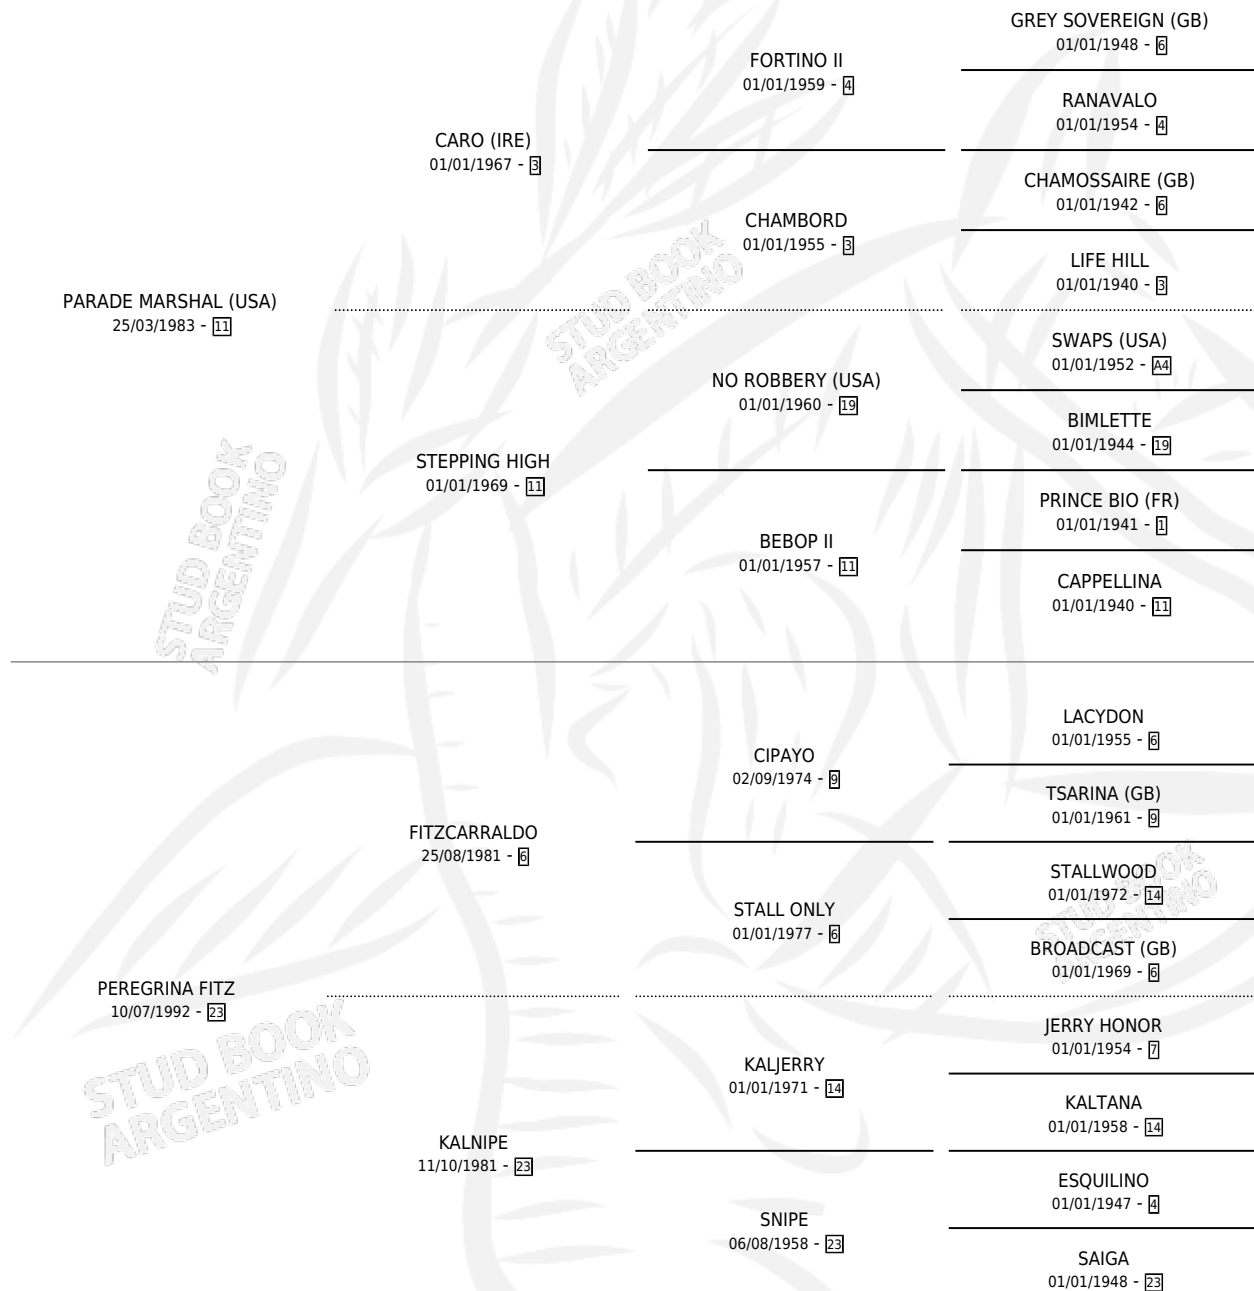 GREY SOVEREIGN (GB)
01/01/1948 - 6
FORTINO II
01/01/1959 - 4
RANAVALO
01/01/1954 - 4
CARO (IRE)
01/01/1967 - 3
CHAMOSSAIRE (GB)
01/01/1942 - 6
CHAMBORD
01/01/1955 - 3
LIFE HILL
01/01/1940 - 3
PARADE MARSHAL (USA)
25/03/1983 - 11
SWAPS (USA)
01/01/1952 - A4
NO ROBBERY (USA)
01/01/1960 - 19
BIMLETTE
01/01/1944 - 19
STEPPING HIGH
01/01/1969 - 11
PRINCE BIO (FR)
01/01/1941 - 1
BEBOP II
01/01/1957 - 11
CAPPELLINA
01/01/1940 - 11
LACYDON
01/01/1955 - 6
CIPAYO
02/09/1974 - 9
TSARINA (GB)
01/01/1961 - 9
FITZCARRALDO
25/08/1981 - 6
STALLWOOD
01/01/1972 - 14
STALL ONLY
01/01/1977 - 6
BROADCAST (GB)
01/01/1969 - 6
PEREGRINA FITZ
10/07/1992 - 23
JERRY HONOR
01/01/1954 - 7
KALJERRY
01/01/1971 - 14
KALTANA
01/01/1958 - 14
KALNIPE
11/10/1981 - 23
ESQUILINO
01/01/1947 - 4
SNIPE
06/08/1958 - 23
SAIGA
01/01/1948 - 23
STUD BOOK
ARGENTINO
STUD BOOK
ARGENTINO
STUD BOOK
ARGENTINO
STUD BOOK
ARGENTINO